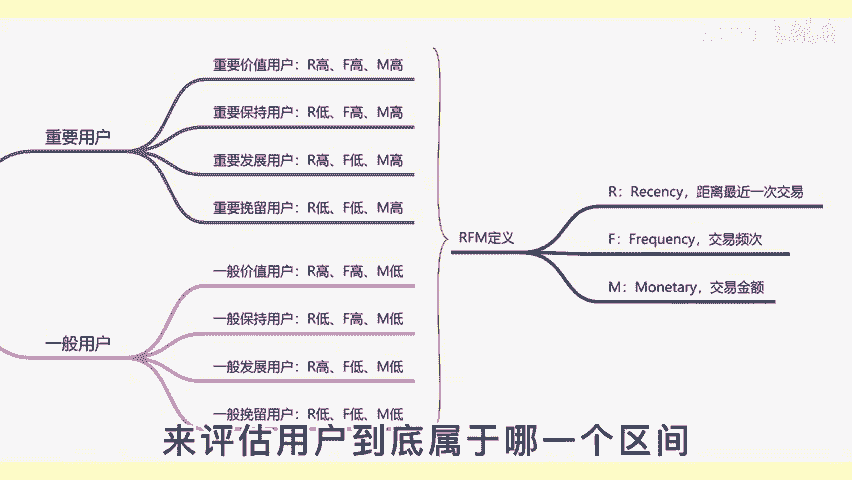 重要用户
重要价值用户：R高、F高、M高
重要保持用户：R低、F高、M高
重要发展用户：R高、F低、M高
重要挽留用户：R低、F低、M高
一般用户
一般价值用户：R高、F高、M低
一般保持用户：R低、F高、M低
一般发展用户：R高、F低、M低
一般挽留用户：R低、F低、M低
RFM定义
R：Recency，距离最近一次交易
F：Frequency，交易频次
M：Monetary，交易金额
来评估用户到底属于哪一个区间